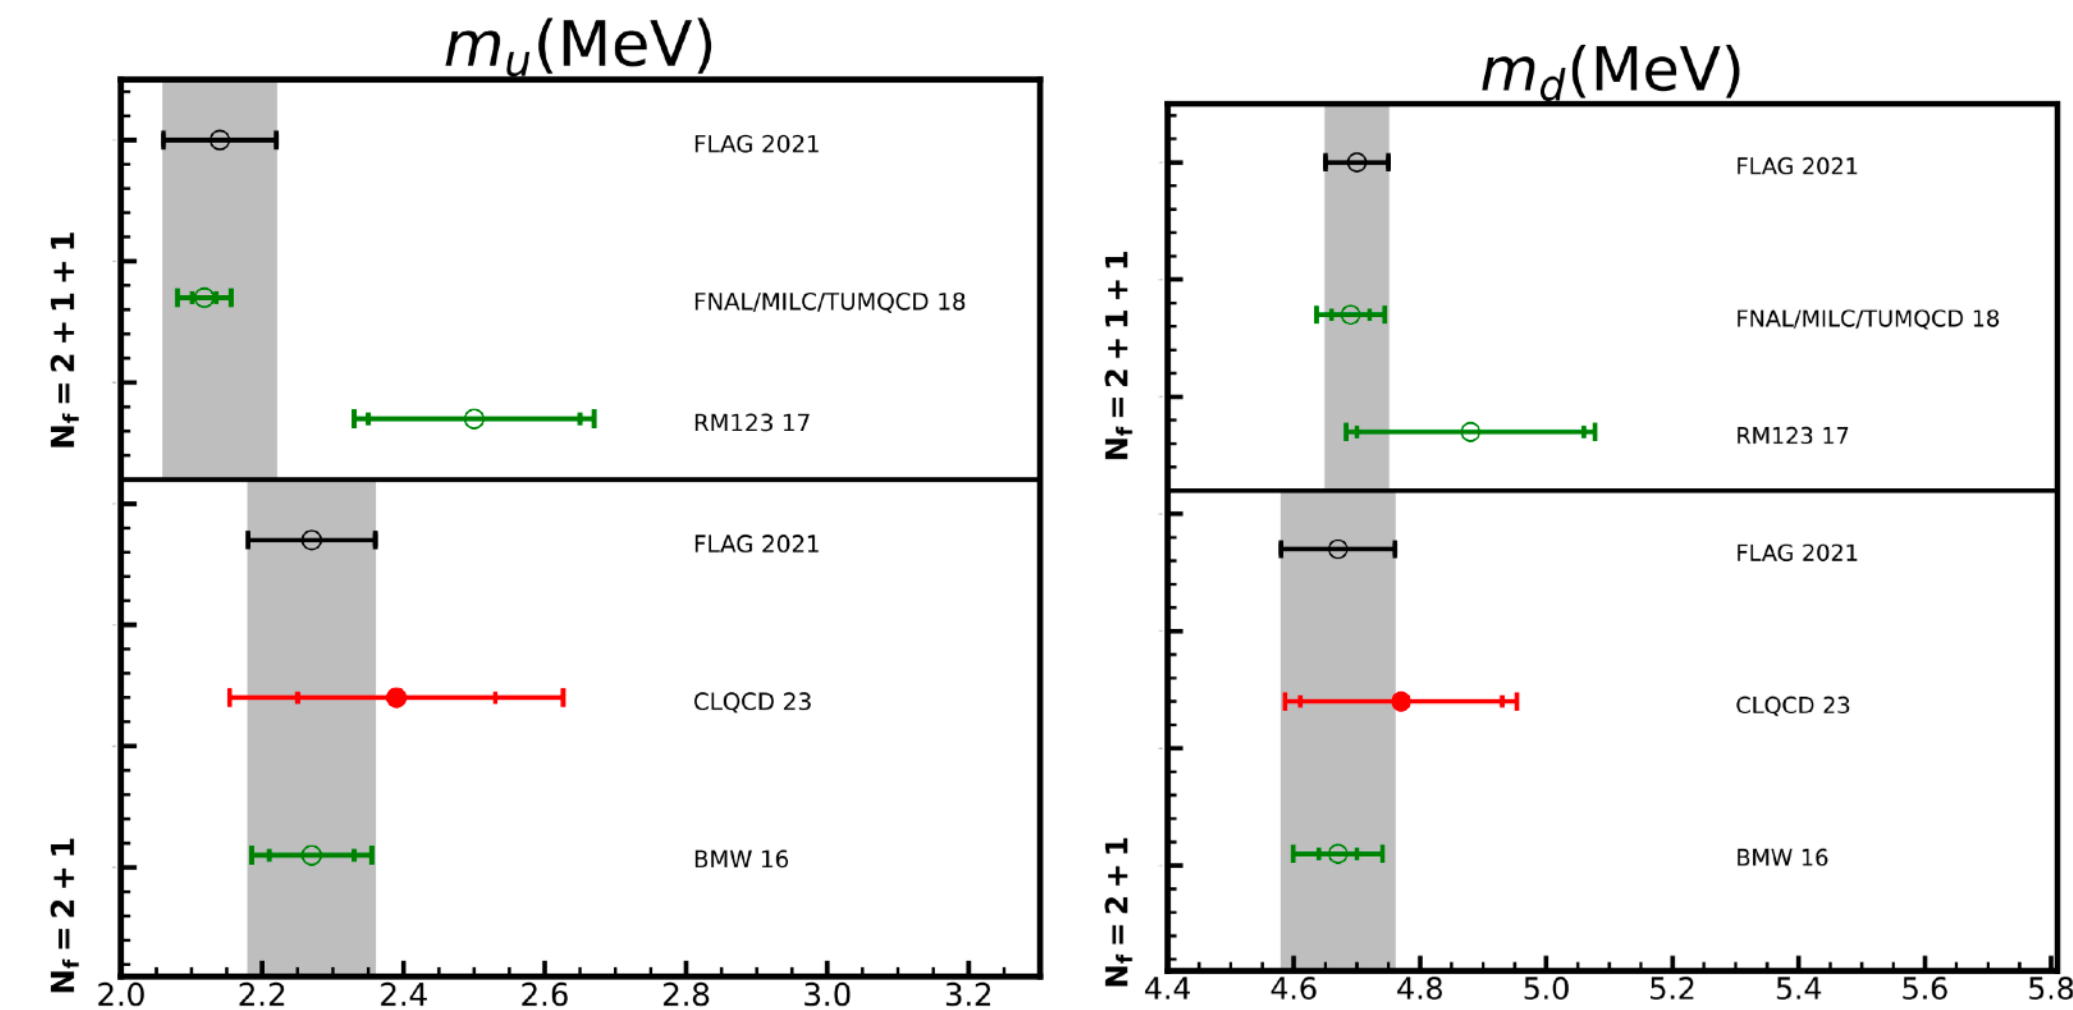 m_u(MeV)
N_f = 2 + 1 + 1
FLAG 2021
FNAL/MILC/TUMQCD 18
RM123 17
N_f = 2 + 1
FLAG 2021
CLQCD 23
BMW 16
2.0 2.2 2.4 2.6 2.8 3.0 3.2
m_d(MeV)
N_f = 2 + 1 + 1
FLAG 2021
FNAL/MILC/TUMQCD 18
RM123 17
N_f = 2 + 1
FLAG 2021
CLQCD 23
BMW 16
4.4 4.6 4.8 5.0 5.2 5.4 5.6 5.8